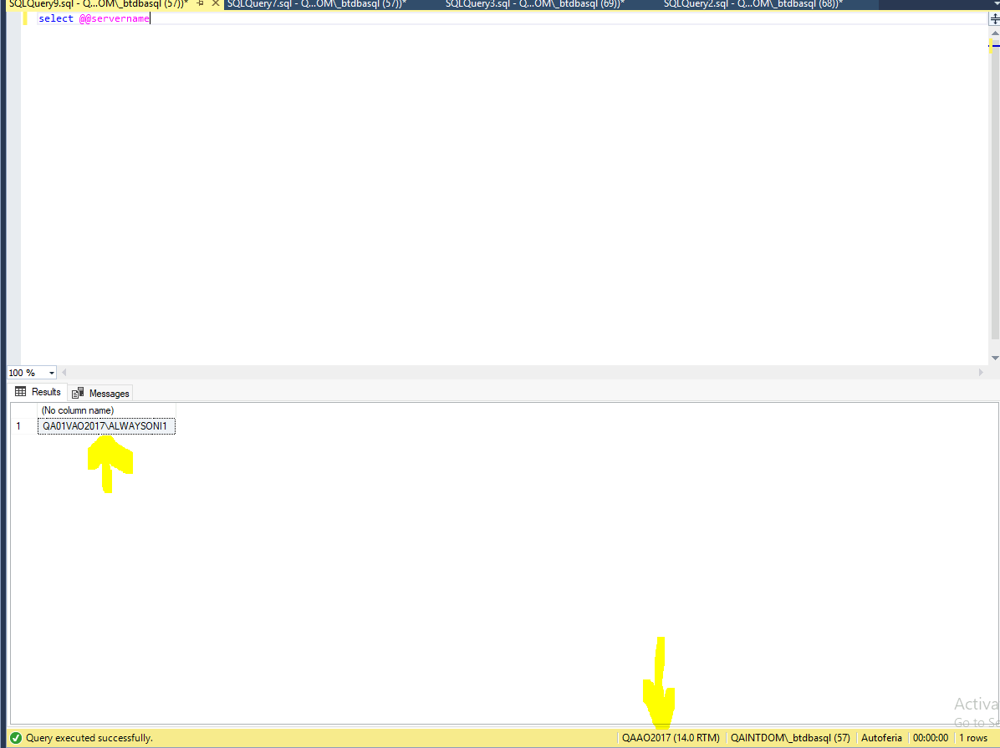 SQLQuery9.sql - Q...OM\_btdbasql (57))* SQLQuery7.sql - Q...OM\_btdbasql (57))* SQLQuery3.sql - Q...OM\_btdbasql (69))* SQLQuery2.sql - Q...OM\_btdbasql (68))*
select @@servername
100 %
Results Messages
(No column name)
1 QA01VAO2017\ALWAYSONI1
Activa
Go to Se
Query executed successfully. QAAO2017 (14.0 RTM) QAINTDOM\_btdbasql (57) Autoferia 00:00:00 1 rows